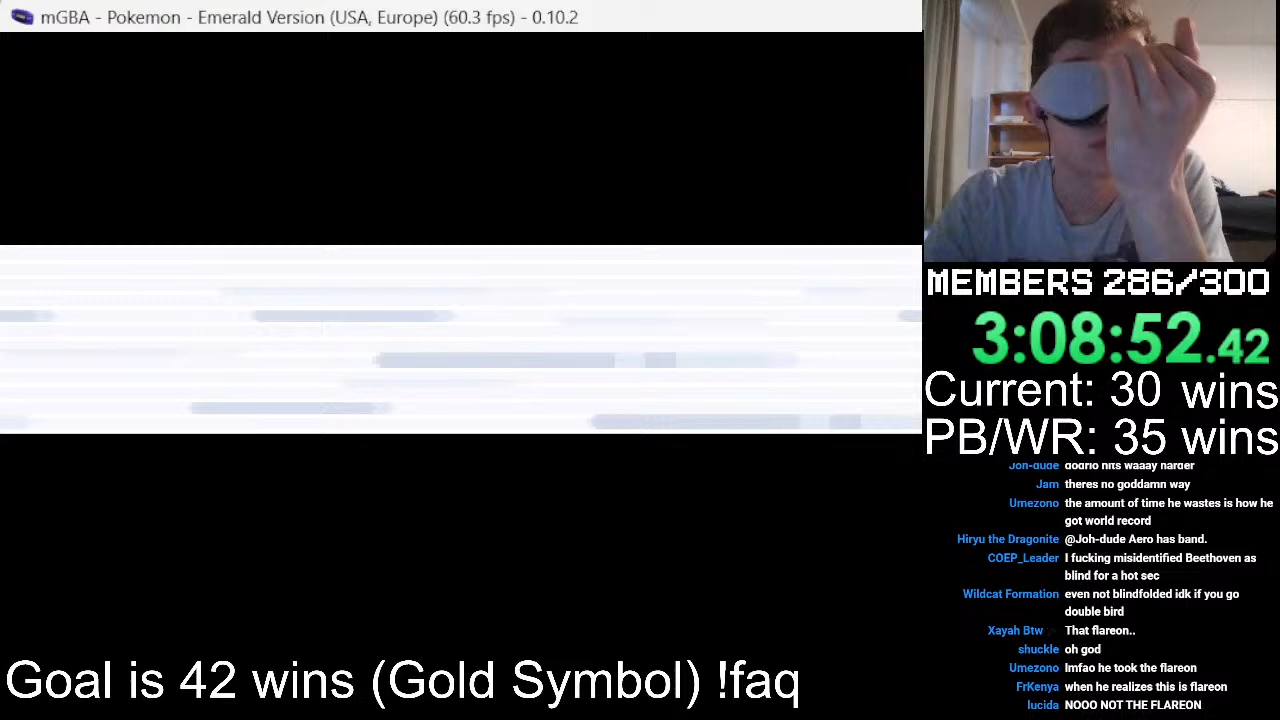 mGBA - Pokemon - Emerald Version (USA, Europe) (60.3 fps) - 0.10.2
MEMBERS 286/300
3:08:52.42
Current: 30 wins
PB/WR: 35 wins
Joh-dude dodrio hits waaay harder
Jam theres no goddamn way
Umezono the amount of time he wastes is how he
got world record
Hiryu the Dragonite @Joh-dude Aero has band.
COEP_Leader I fucking misidentified Beethoven as
blind for a hot sec
Wildcat Formation even not blindfolded idk if you go
double bird
Xayah Btw That flareon..
shuckle oh god
Umezono lmfao he took the flareon
FrKenya when he realizes this is flareon
lucida NOOO NOT THE FLAREON
Goal is 42 wins (Gold Symbol) !faq